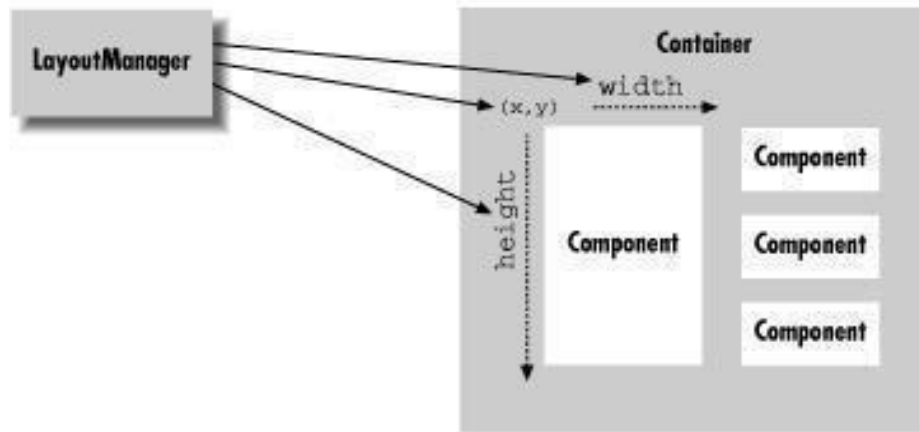 LayoutManager
Container
width
(x,y)
height
Component
Component
Component
Component